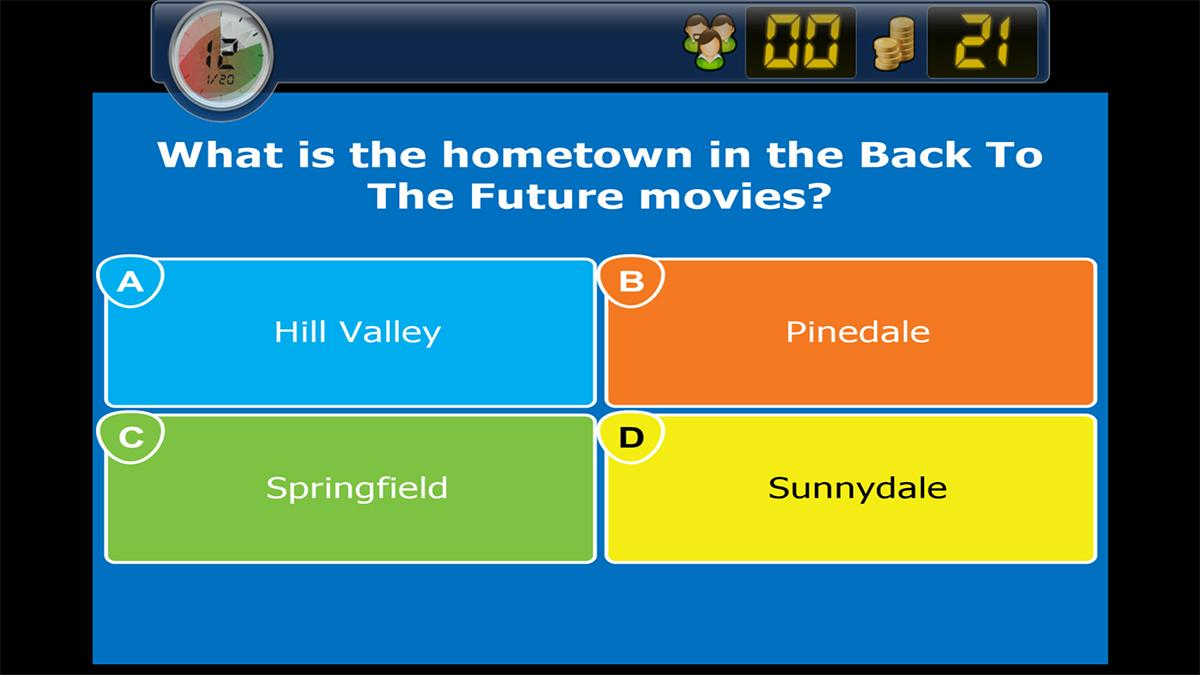 12
1/20
00
21
What is the hometown in the Back To
The Future movies?
A
Hill Valley
B
Pinedale
C
Springfield
D
Sunnydale